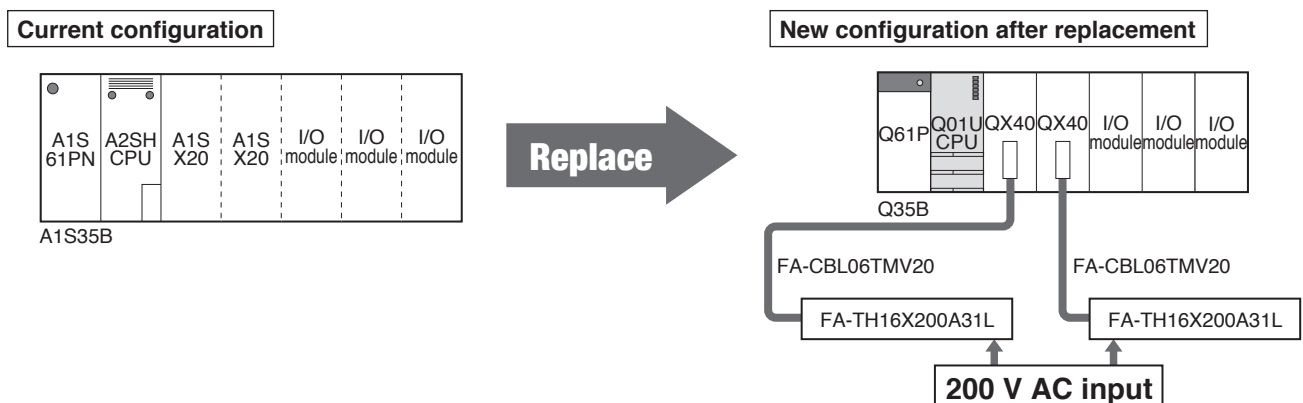 Current configuration
A1S
61PN
A2SH
CPU
A1S
X20
A1S
X20
I/O
module
I/O
module
I/O
module
A1S35B
Replace
New configuration after replacement
Q61P
Q01U
CPU
QX40
QX40
I/O
module
I/O
module
I/O
module
Q35B
FA-CBL06TMV20
FA-CBL06TMV20
FA-TH16X200A31L
FA-TH16X200A31L
200 V AC input